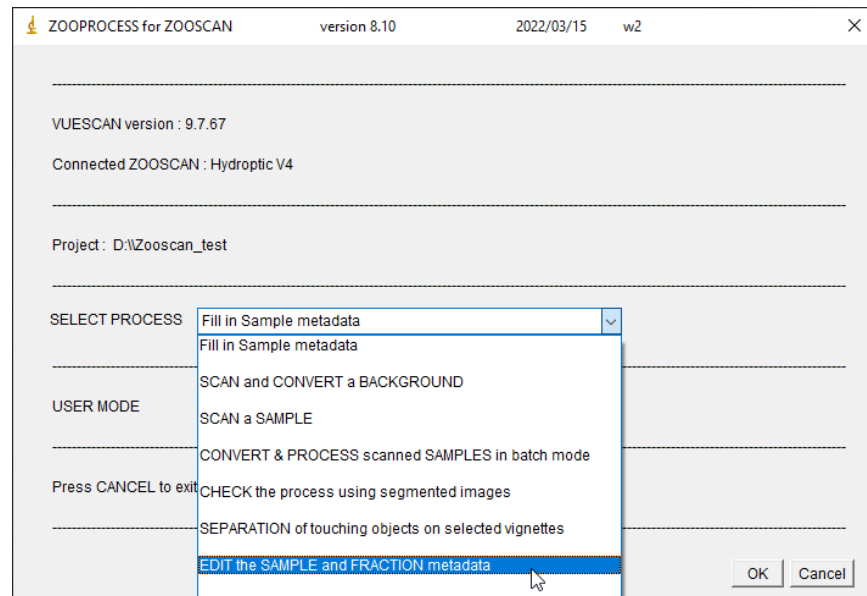 ZOOPROCESS for ZOOSCAN version 8.10 2022/03/15 w2
VUESCAN version : 9.7.67
Connected ZOOSCAN : Hydroptic V4
Project : D:\\Zooscan_test
SELECT PROCESS Fill in Sample metadata
Fill in Sample metadata
SCAN and CONVERT a BACKGROUND
USER MODE
SCAN a SAMPLE
CONVERT & PROCESS scanned SAMPLES in batch mode
Press CANCEL to exit
CHECK the process using segmented images
SEPARATION of touching objects on selected vignettes
EDIT the SAMPLE and FRACTION metadata
OK Cancel